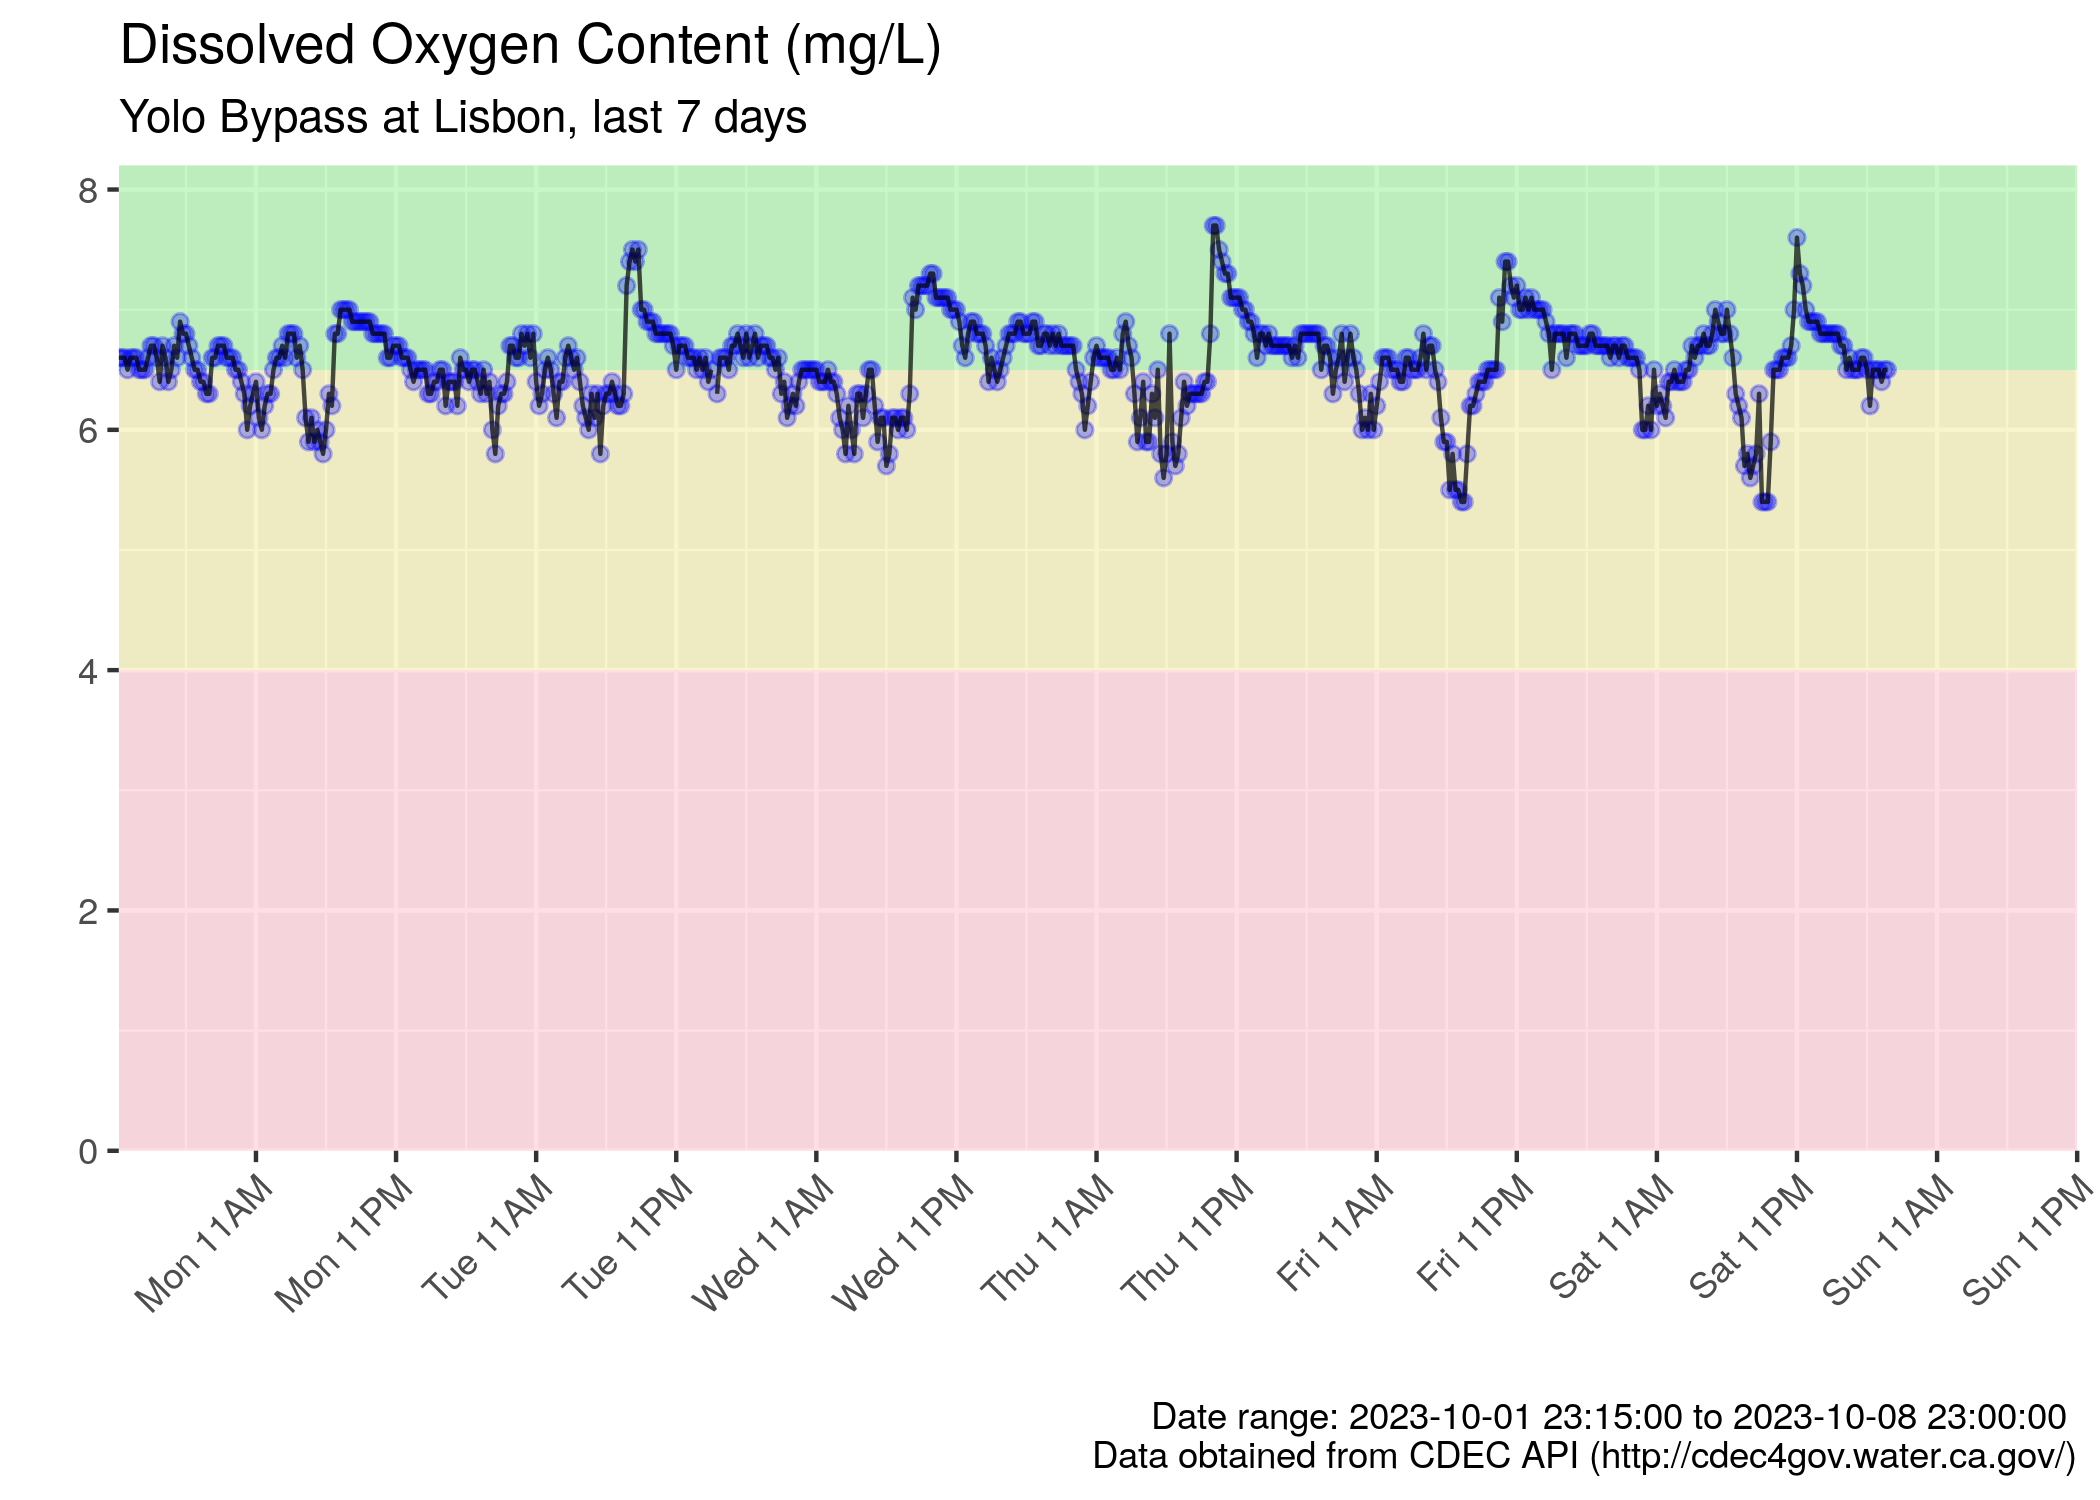 Dissolved Oxygen Content (mg/L)
Yolo Bypass at Lisbon, last 7 days
8
6
4
2
0
Mon 11AM
Mon 11PM
Tue 11AM
Tue 11PM
Wed 11AM
Wed 11PM
Thu 11AM
Thu 11PM
Fri 11AM
Fri 11PM
Sat 11AM
Sat 11PM
Sun 11AM
Sun 11PM
Date range: 2023-10-01 23:15:00 to 2023-10-08 23:00:00
Data obtained from CDEC API (http://cdec4gov.water.ca.gov/)